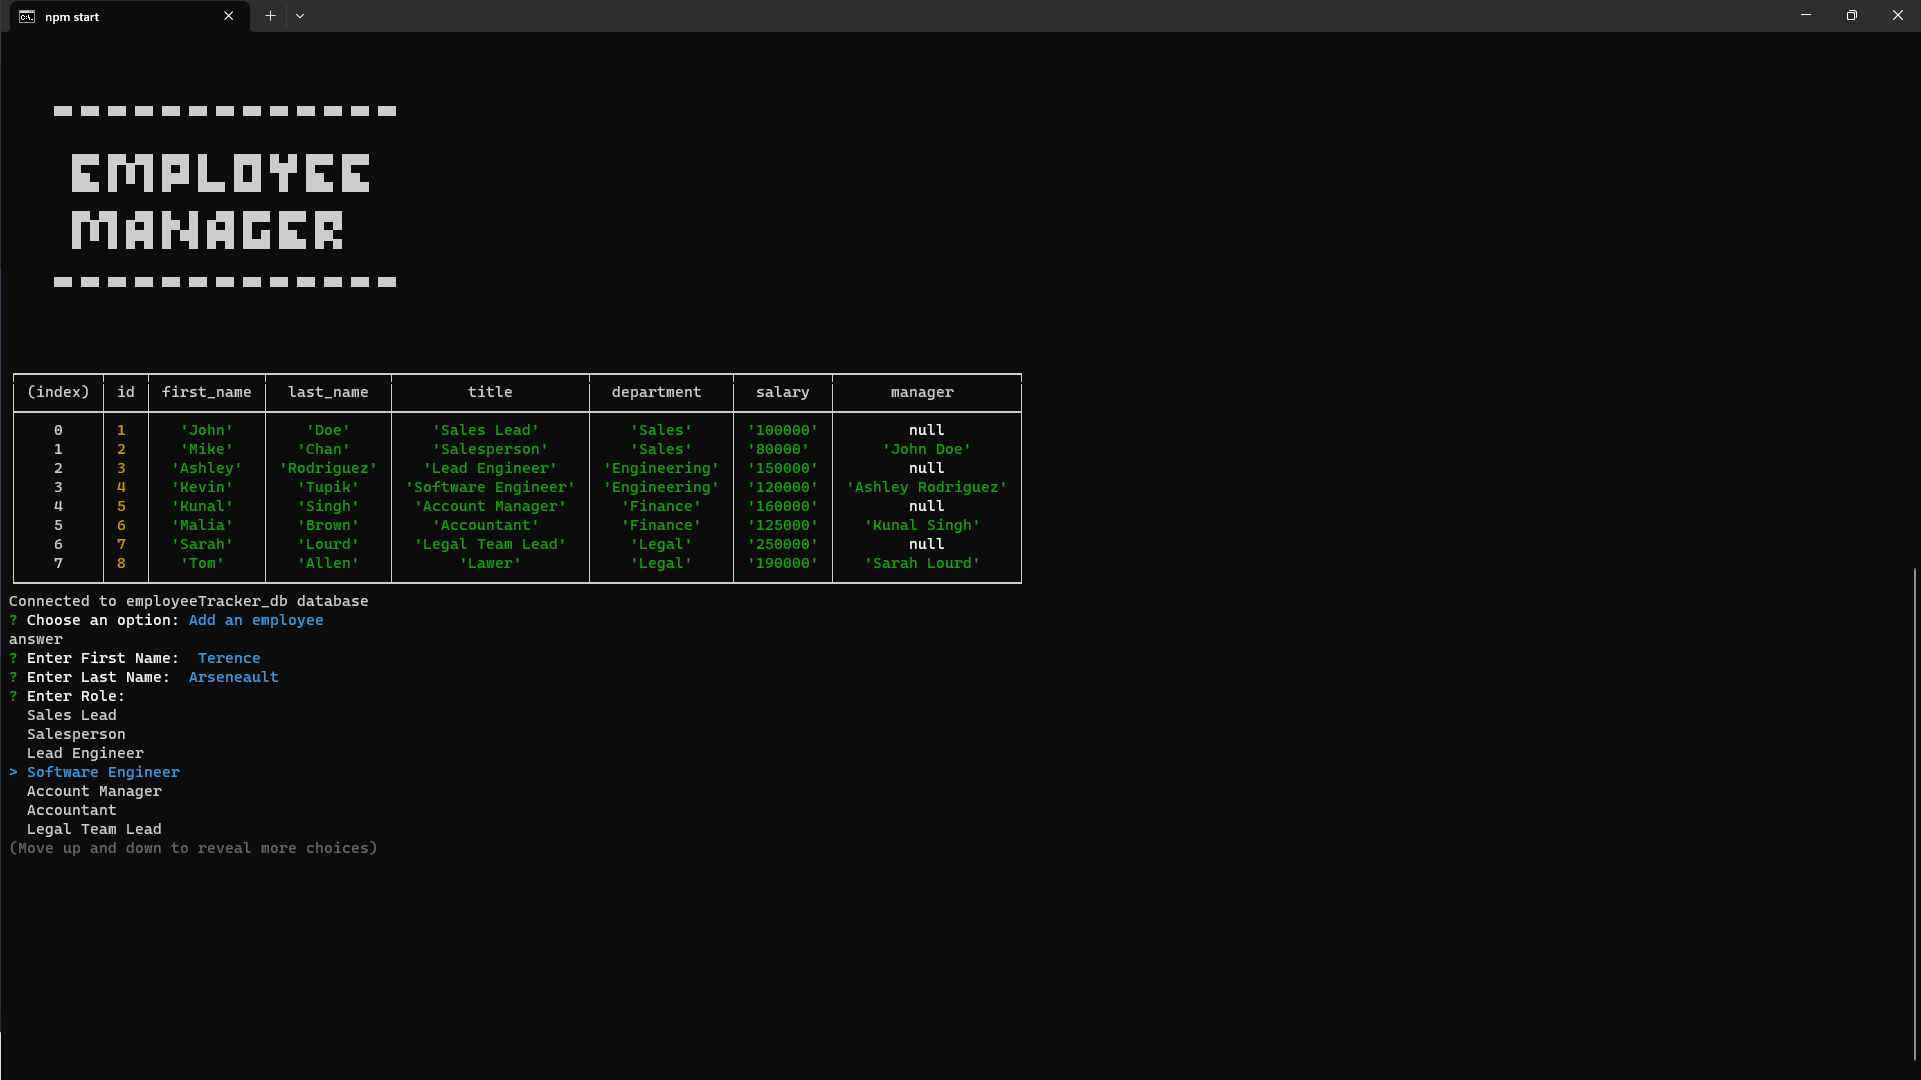 npm start
EMPLOYEE
MANAGER
(index) id first_name last_name title department salary manager
0 1 'John' 'Doe' 'Sales Lead' 'Sales' '100000' null
1 2 'Mike' 'Chan' 'Salesperson' 'Sales' '80000' 'John Doe'
2 3 'Ashley' 'Rodriguez' 'Lead Engineer' 'Engineering' '150000' null
3 4 'Kevin' 'Tupik' 'Software Engineer' 'Engineering' '120000' 'Ashley Rodriguez'
4 5 'Kunal' 'Singh' 'Account Manager' 'Finance' '160000' null
5 6 'Malia' 'Brown' 'Accountant' 'Finance' '125000' 'Kunal Singh'
6 7 'Sarah' 'Lourd' 'Legal Team Lead' 'Legal' '250000' null
7 8 'Tom' 'Allen' 'Lawer' 'Legal' '190000' 'Sarah Lourd'
Connected to employeeTracker_db database
? Choose an option: Add an employee
answer
? Enter First Name:  Terence
? Enter Last Name:  Arseneault
? Enter Role:
Sales Lead
Salesperson
Lead Engineer
> Software Engineer
Account Manager
Accountant
Legal Team Lead
(Move up and down to reveal more choices)